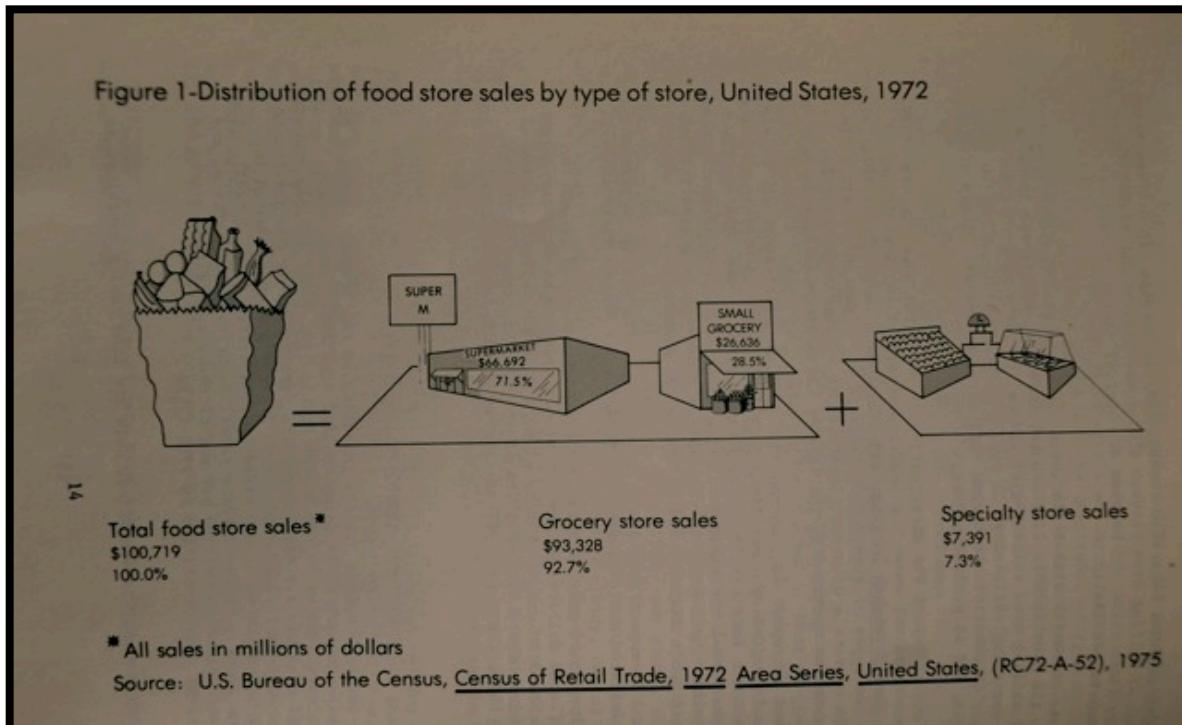 Figure 1-Distribution of food store sales by type of store, United States, 1972
SUPER
M
SUPERMARKET
$66,692
71.5%
SMALL
GROCERY
$26,636
28.5%
=
+
14
Total food store sales*
$100,719
100.0%
Grocery store sales
$93,328
92.7%
Specialty store sales
$7,391
7.3%
* All sales in millions of dollars
Source: U.S. Bureau of the Census, Census of Retail Trade, 1972 Area Series, United States, (RC72-A-52), 1975